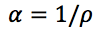 𝛼 = 1/𝜌